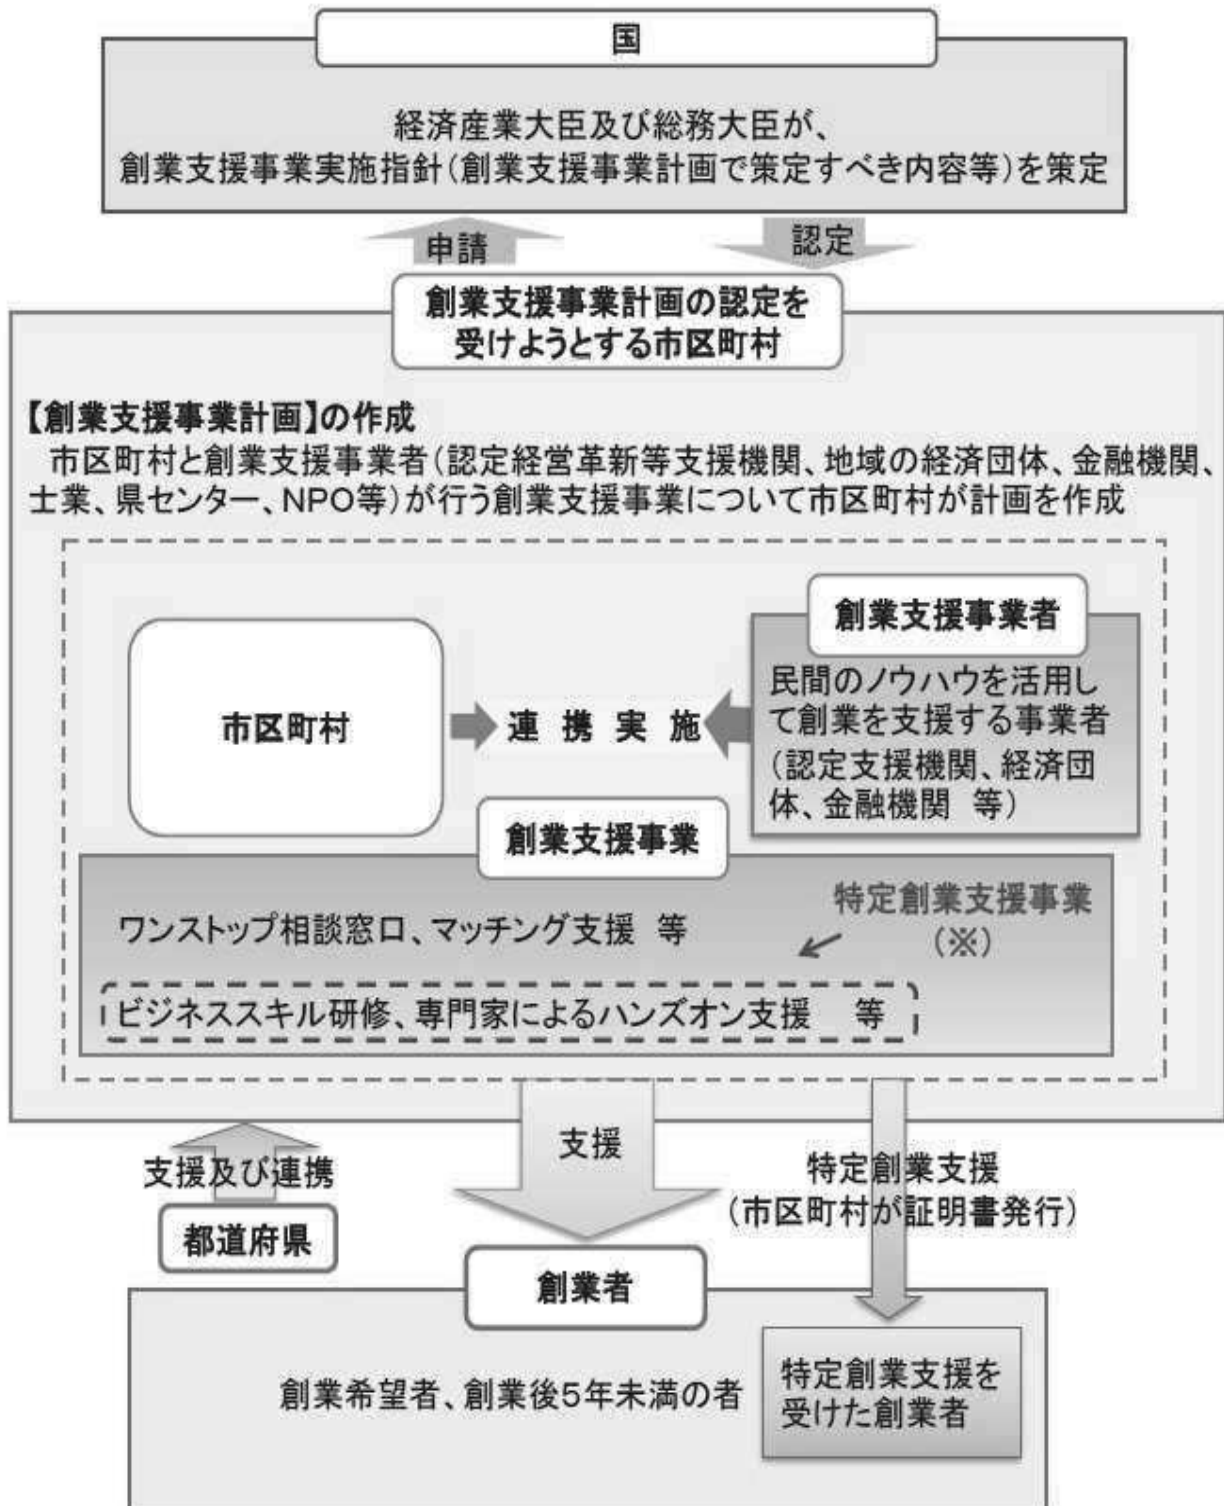 国
経済産業大臣及び総務大臣が、
創業支援事業実施指針(創業支援事業計画で策定すべき内容等)を策定
申請
認定
創業支援事業計画の認定を
受けようとする市区町村
【創業支援事業計画】の作成
市区町村と創業支援事業者(認定経営革新等支援機関、地域の経済団体、金融機関、
士業、県センター、NPO等)が行う創業支援事業について市区町村が計画を作成
市区町村
連携実施
創業支援事業者
民間のノウハウを活用し
て創業を支援する事業者
(認定支援機関、経済団
体、金融機関 等)
創業支援事業
ワンストップ相談窓口、マッチング支援 等
特定創業支援事業
(※)
ビジネススキル研修、専門家によるハンズオン支援 等
支援及び連携
都道府県
支援
特定創業支援
(市区町村が証明書発行)
創業者
創業希望者、創業後5年未満の者
特定創業支援を
受けた創業者